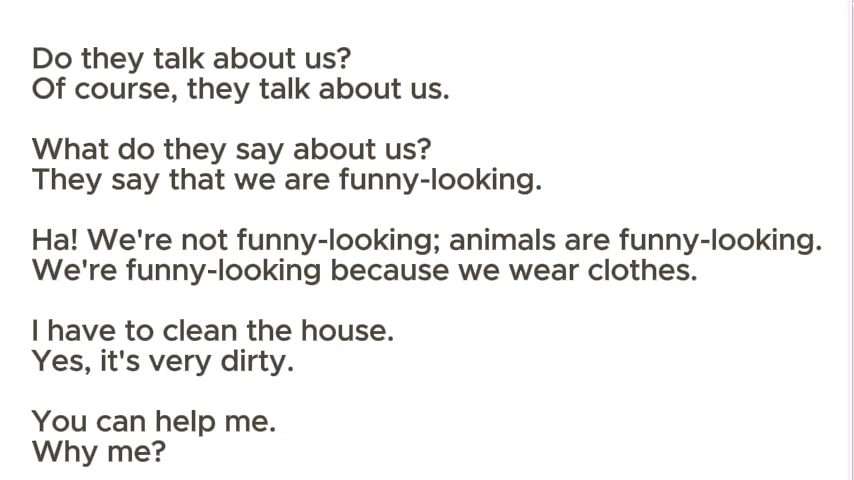 Do they talk about us?
Of course, they talk about us.
What do they say about us?
They say that we are funny-looking.
Ha! We're not funny-looking; animals are funny-looking.
We're funny-looking because we wear clothes.
I have to clean the house.
Yes, it's very dirty.
You can help me.
Why me?